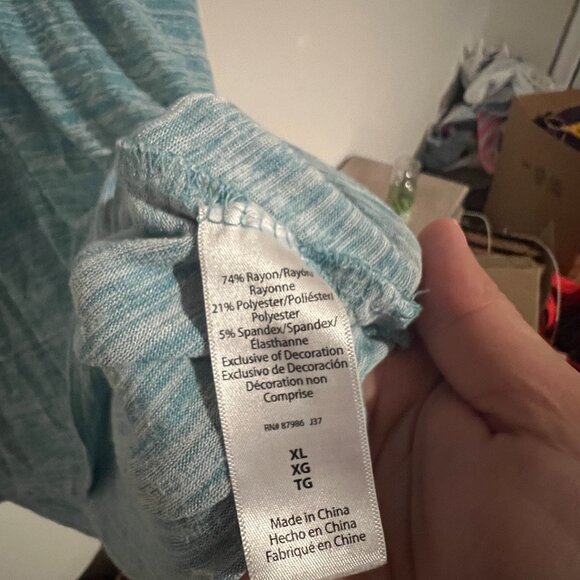 74% Rayon/Rayón/
Rayonne
21% Polyester/Poliéster/
Polyester
5% Spandex/Spandex/
Élasthanne
Exclusive of Decoration
Exclusivo de Decoración
Décoration non
Comprise
RN# 87986 J37
XL
XG
TG
Made in China
Hecho en China
Fabriqué en Chine